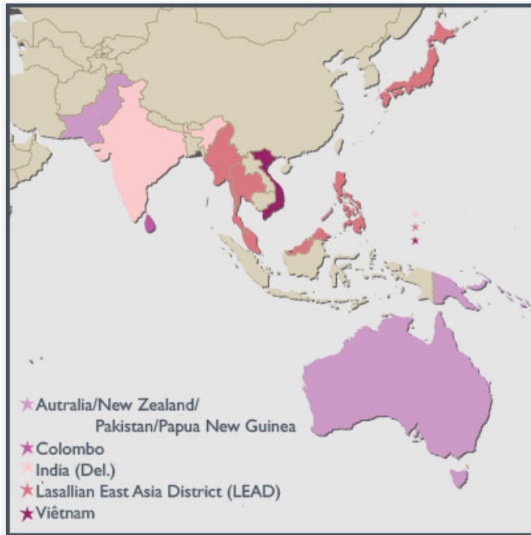 Autralia/New Zealand/
Pakistan/Papua New Guinea
Colombo
India (Del.)
Lasallian East Asia District (LEAD)
Viêtnam